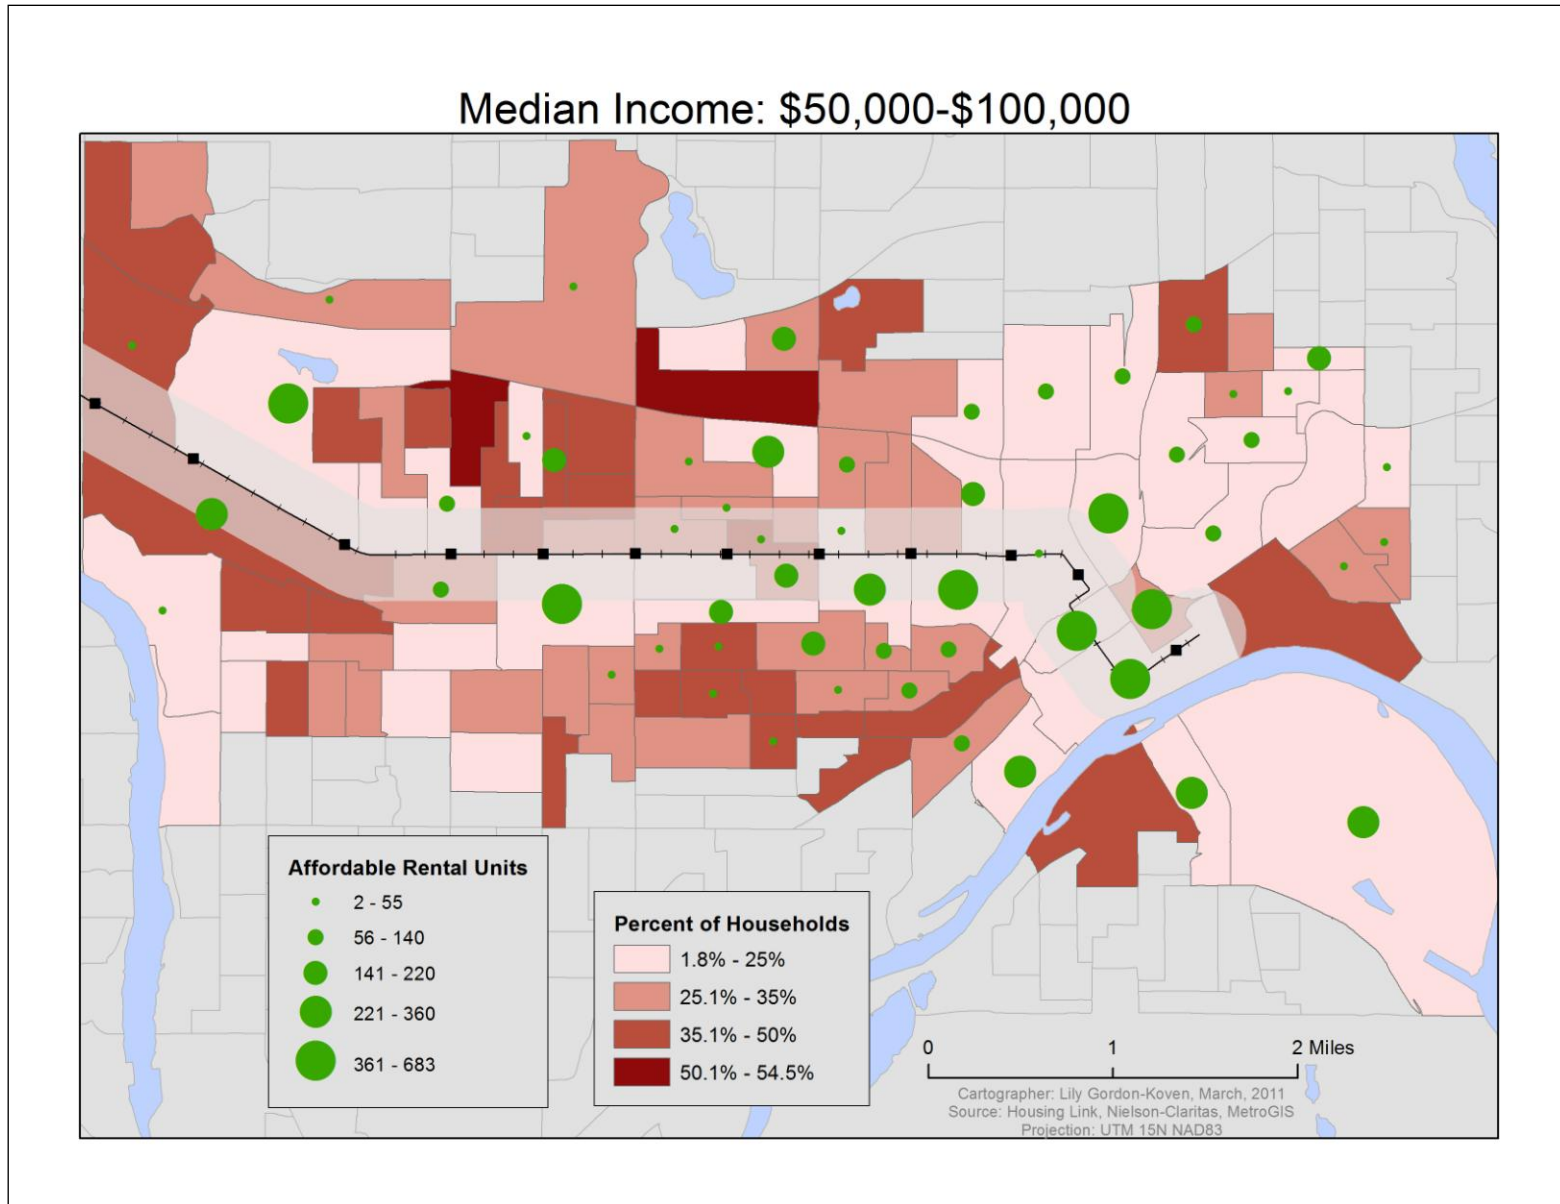 Median Income: $50,000-$100,000
Affordable Rental Units
2 - 55
56 - 140
141 - 220
221 - 360
361 - 683
Percent of Households
1.8% - 25%
25.1% - 35%
35.1% - 50%
50.1% - 54.5%
0 1 2 Miles
Cartographer: Lily Gordon-Koven, March, 2011
Source: Housing Link, Nielson-Claritas, MetroGIS
Projection: UTM 15N NAD83